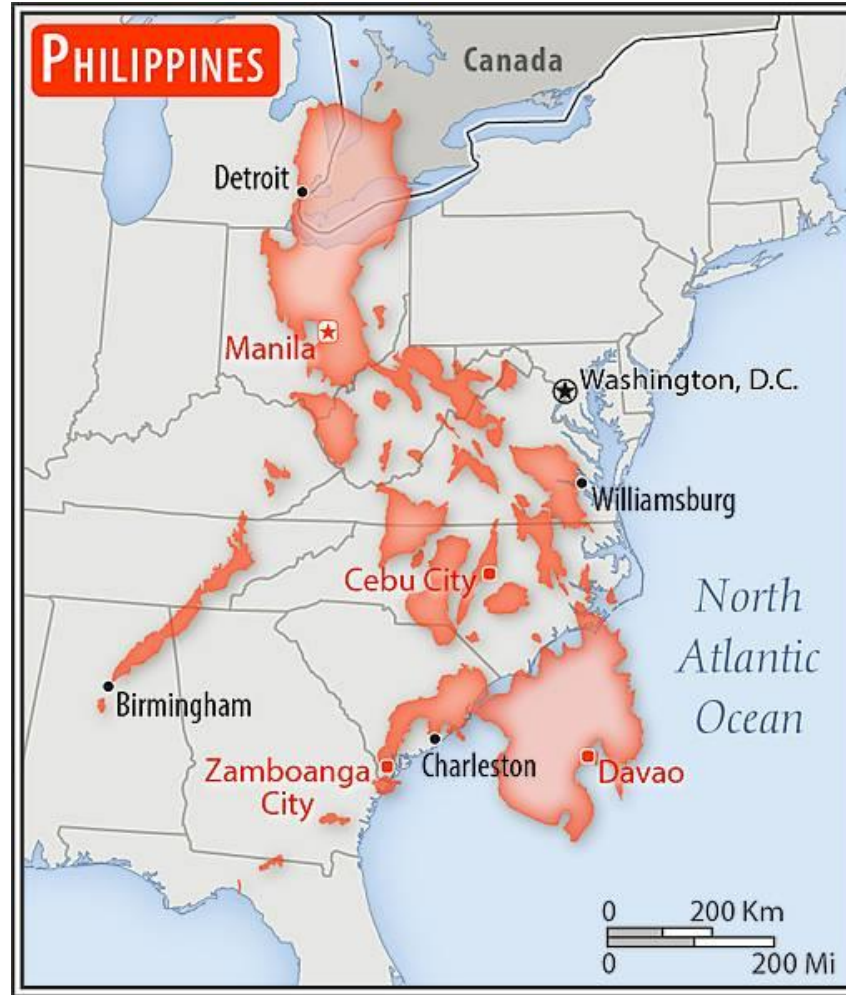 PHILIPPINES
Canada
Detroit
Manila
Washington, D.C.
Williamsburg
Cebu City
North
Atlantic
Ocean
Birmingham
Zamboanga
City
Charleston
Davao
0 200 Km
0 200 Mi